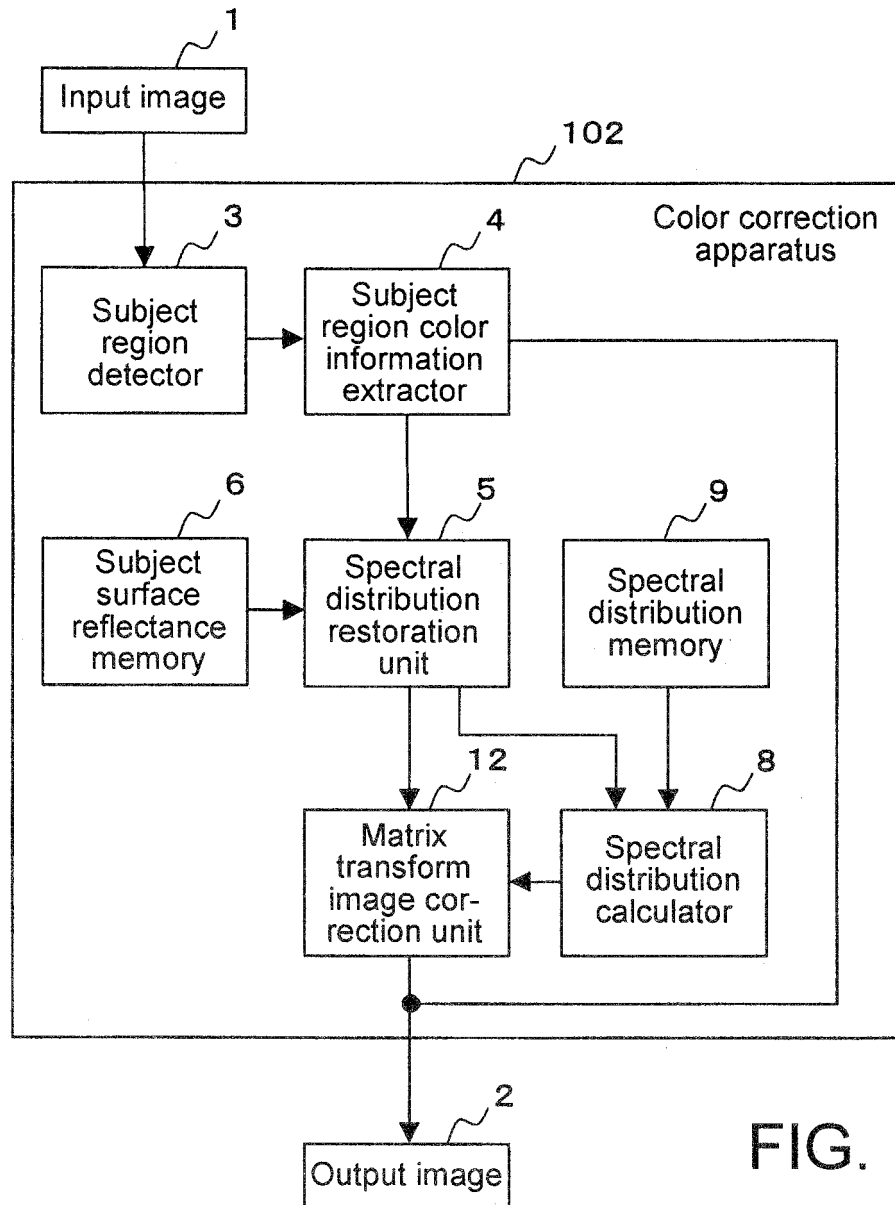 1
Input image
102
Color correction
apparatus
3
Subject
region
detector
4
Subject
region color
information
extractor
6
Subject
surface
reflectance
memory
5
Spectral
distribution
restoration
unit
9
Spectral
distribution
memory
12
Matrix
transform
image cor-
rection unit
8
Spectral
distribution
calculator
2
Output image
FIG.